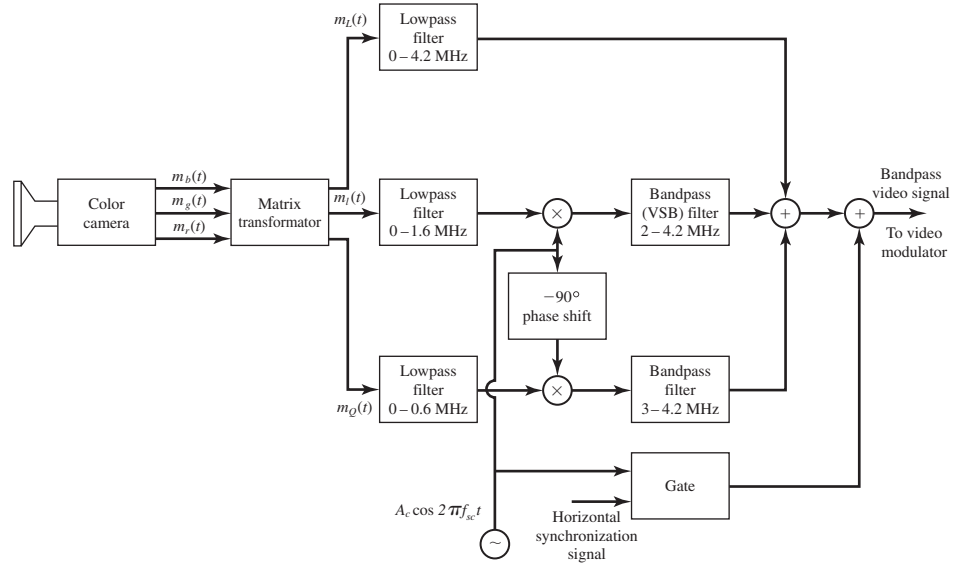 m_L(t)
Lowpass
filter
0–4.2 MHz
Color
camera
m_b(t)
m_g(t)
m_r(t)
Matrix
transformator
m_I(t)
Lowpass
filter
0–1.6 MHz
×
Bandpass
(VSB) filter
2–4.2 MHz
+
+
Bandpass
video signal
To video
modulator
−90°
phase shift
m_Q(t)
Lowpass
filter
0–0.6 MHz
×
Bandpass
filter
3–4.2 MHz
A_c cos 2πf_sc t
~
Horizontal
synchronization
signal
Gate